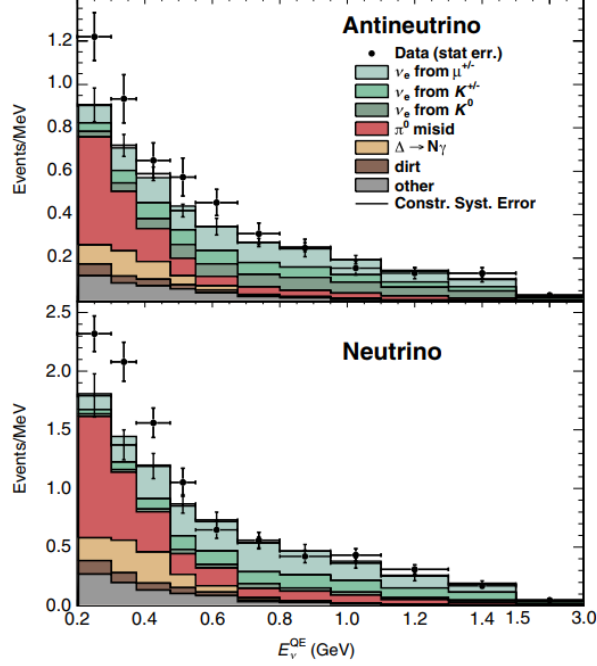 Antineutrino
1.2
Data (stat err.)
νₑ from μ⁺/⁻
1.0
νₑ from K⁺/⁻
νₑ from K⁰
0.8
π⁰ misid
Δ → Nγ
0.6
dirt
other
Constr. Syst. Error
0.4
0.2
Events/MeV
2.5
Neutrino
2.0
1.5
1.0
0.5
0.0
Events/MeV
0.2 0.4 0.6 0.8 1.0 1.2 1.4 1.5 3.0
E_ν^QE (GeV)